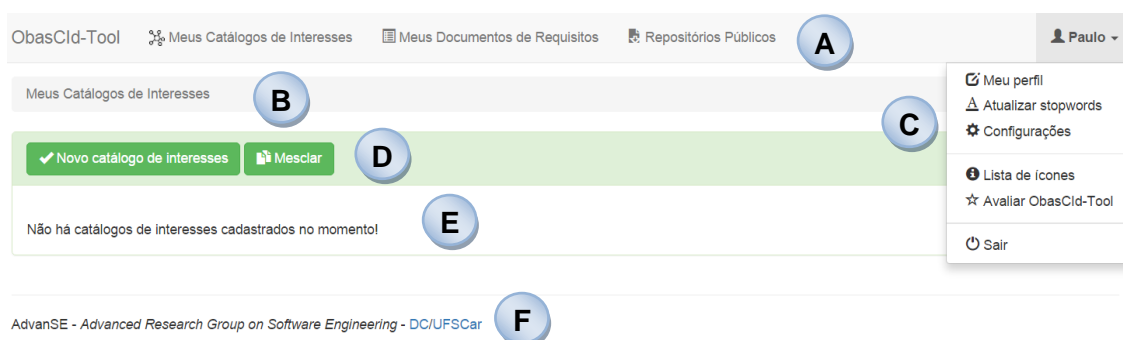 ObasCId-Tool Meus Catálogos de Interesses Meus Documentos de Requisitos Repositórios Públicos A Paulo
Meu perfil
Meus Catálogos de Interesses B
Atualizar stopwords
C
Configurações
Novo catálogo de interesses Mesclar D
Lista de ícones
Avaliar ObasCId-Tool
E
Não há catálogos de interesses cadastrados no momento!
Sair
AdvanSE - Advanced Research Group on Software Engineering - DC/UFSCar F